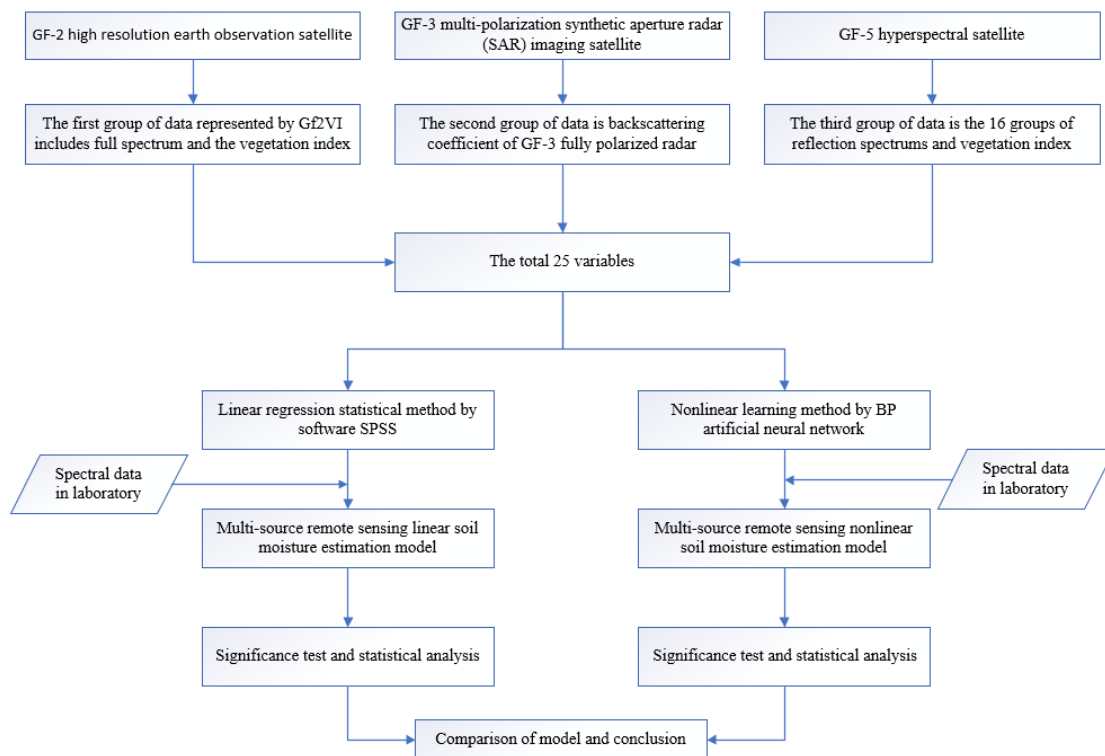 GF-2 high resolution earth observation satellite
GF-3 multi-polarization synthetic aperture radar
(SAR) imaging satellite
GF-5 hyperspectral satellite
The first group of data represented by Gf2VI
includes full spectrum and the vegetation index
The second group of data is backscattering
coefficient of GF-3 fully polarized radar
The third group of data is the 16 groups of
reflection spectrums and vegetation index
The total 25 variables
Linear regression statistical method by
software SPSS
Nonlinear learning method by BP
artificial neural network
Spectral data
in laboratory
Spectral data
in laboratory
Multi-source remote sensing linear soil
moisture estimation model
Multi-source remote sensing nonlinear
soil moisture estimation model
Significance test and statistical analysis
Significance test and statistical analysis
Comparison of model and conclusion